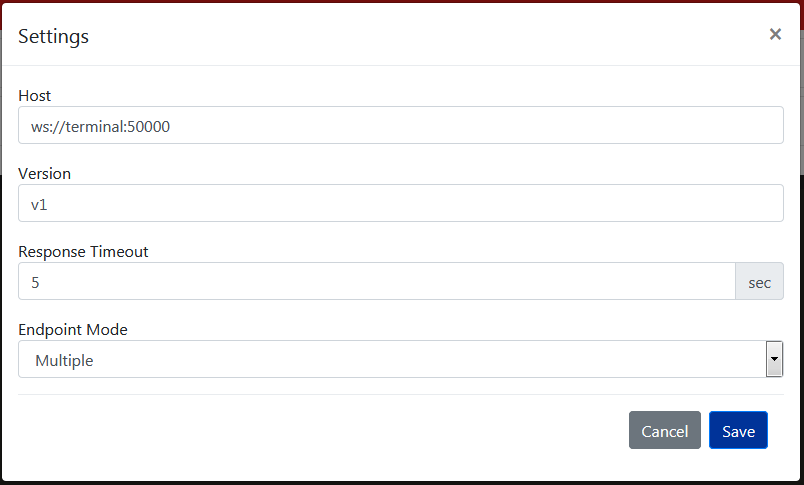 Settings
×
Host
ws://terminal:50000
Version
v1
Response Timeout
5 sec
Endpoint Mode
Multiple
Cancel Save